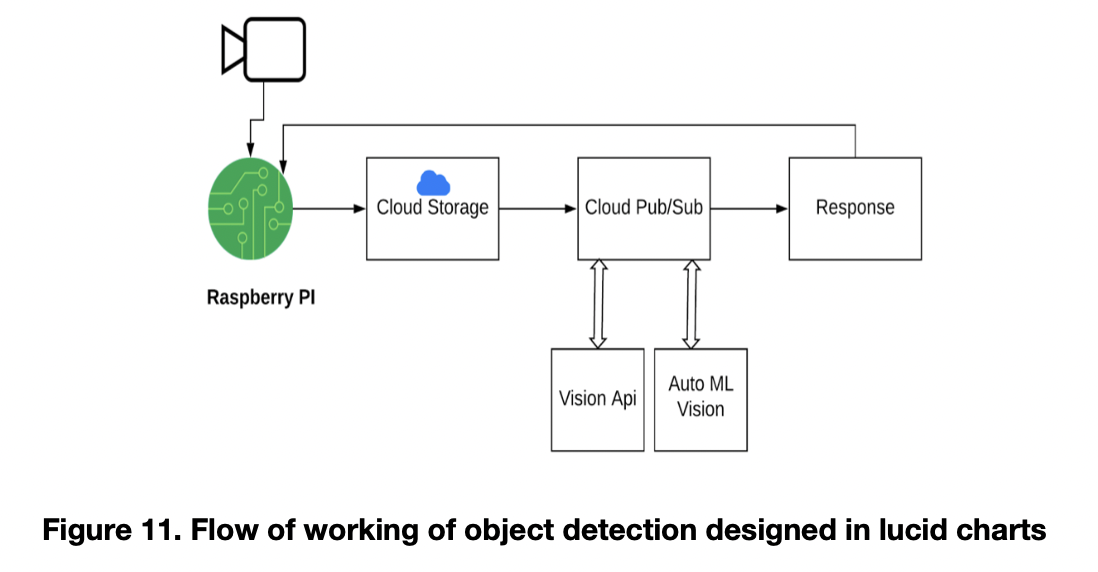 Cloud Storage
Cloud Pub/Sub
Response
Raspberry PI
Vision Api
Auto ML
Vision
Figure 11. Flow of working of object detection designed in lucid charts